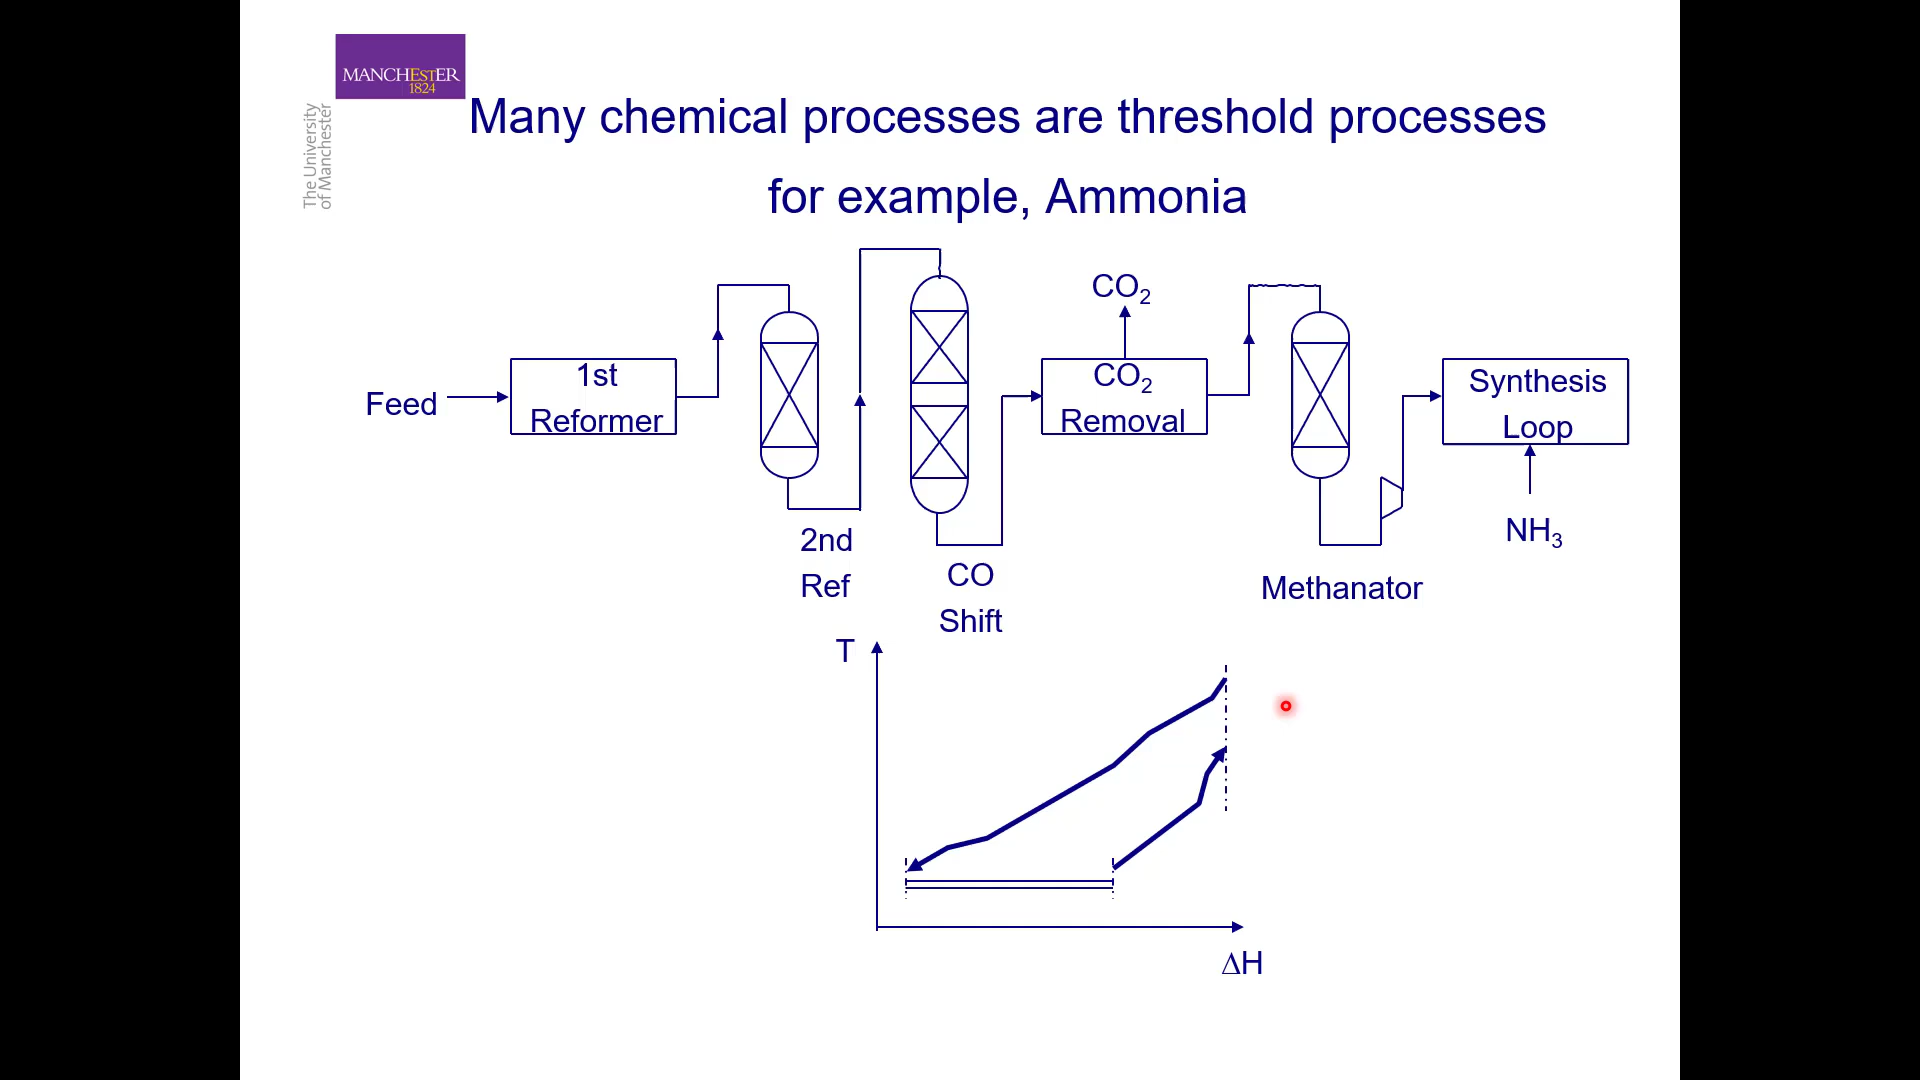 MANCHESTER
1824
The University
of Manchester
Many chemical processes are threshold processes
for example, Ammonia
Feed
1st
Reformer
2nd
Ref
CO
Shift
CO₂
CO₂
Removal
Methanator
Synthesis
Loop
NH₃
T
ΔH